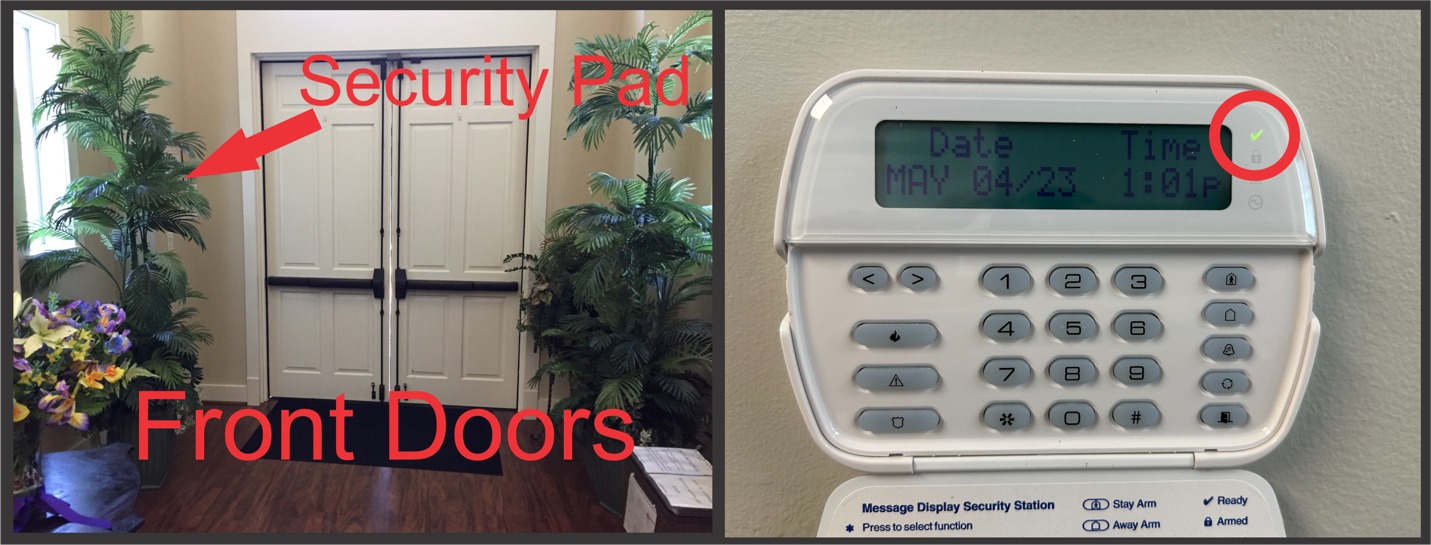 Security Pad
Front Doors
Date Time
MAY 04/23 1:01p
< >
1 2 3
4 5 6
7 8 9
* 0 #
Message Display Security Station
* Press to select function
Stay Arm
Away Arm
✓ Ready
Armed